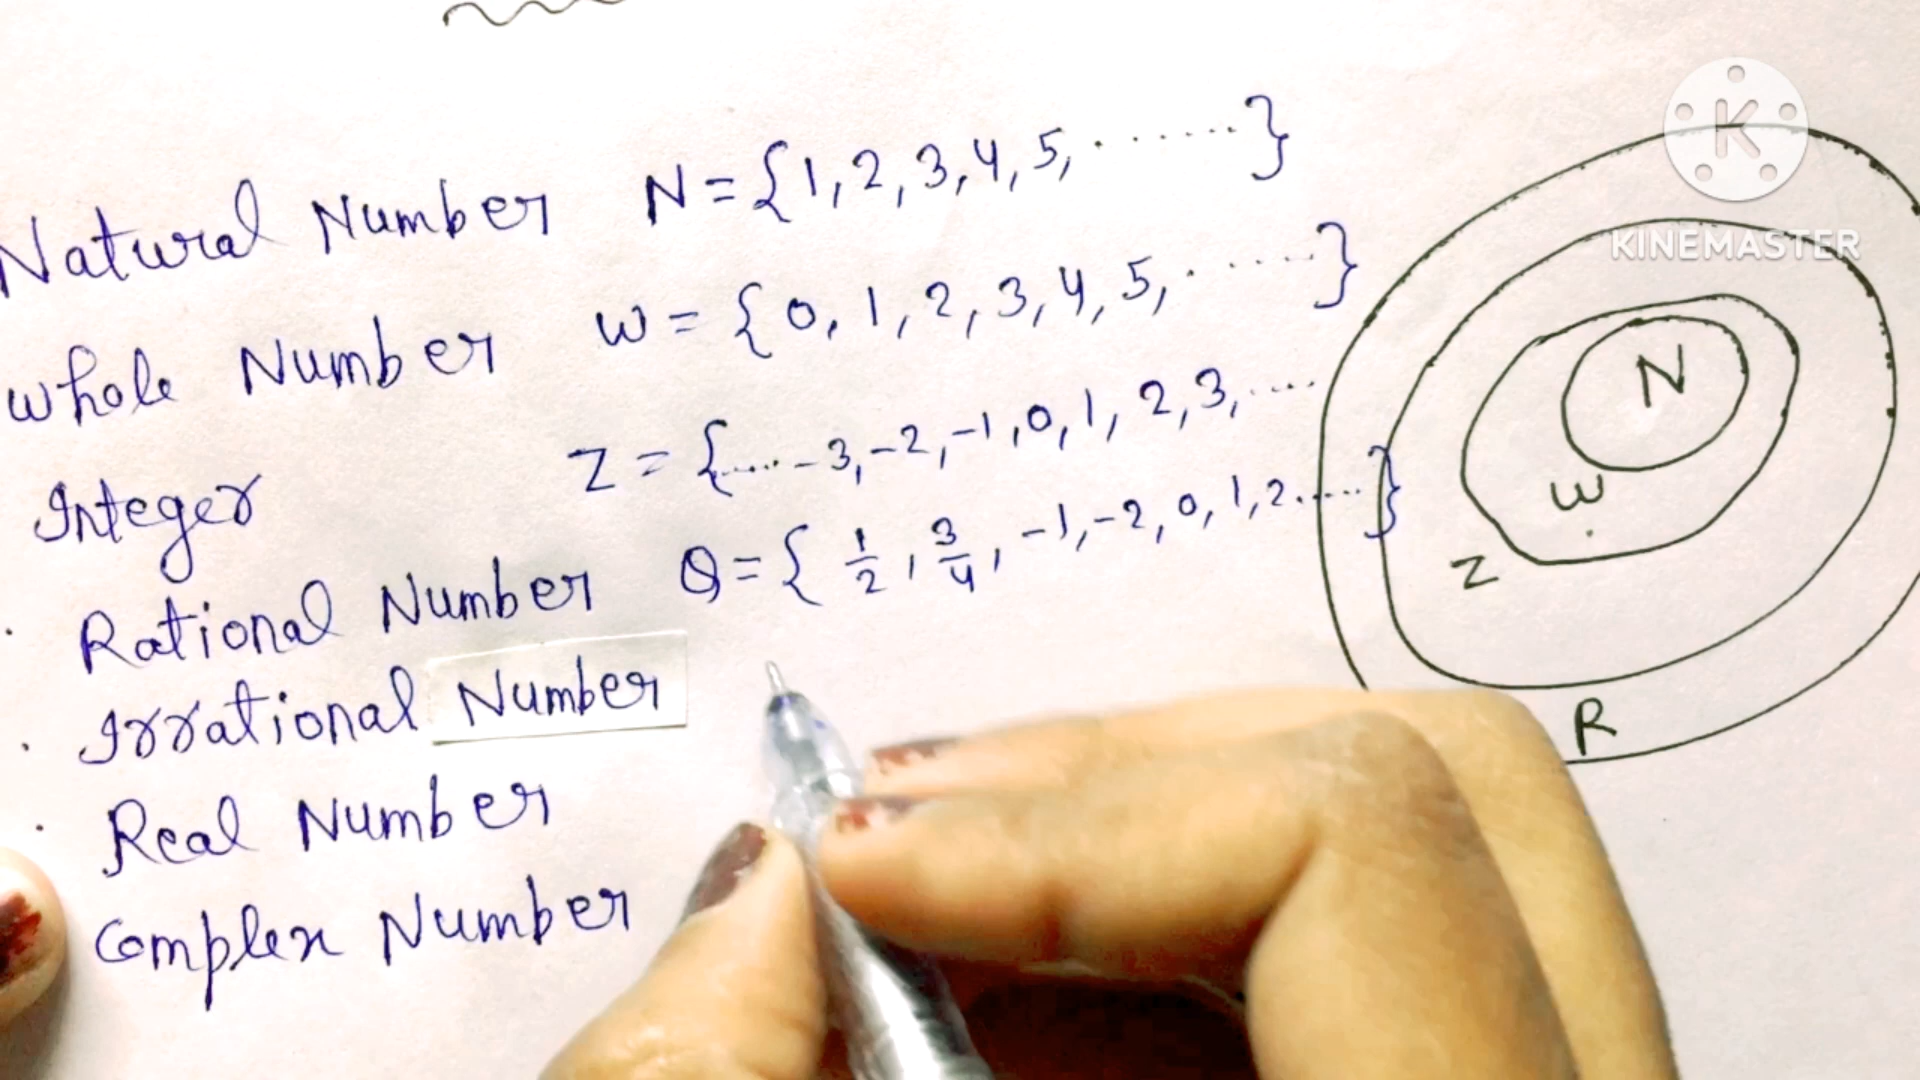 Natural Number N = {1, 2, 3, 4, 5, ....... }
Whole Number W = { 0, 1, 2, 3, 4, 5, ...... }
Integer Z = {.....-3, -2, -1, 0, 1, 2, 3, ....
Rational Number Q = { 1/2, 3/4, -1, -2, 0, 1, 2..... }
Irrational Number
Real Number
Complex Number
N
W
Z
R
K
KINEMASTER